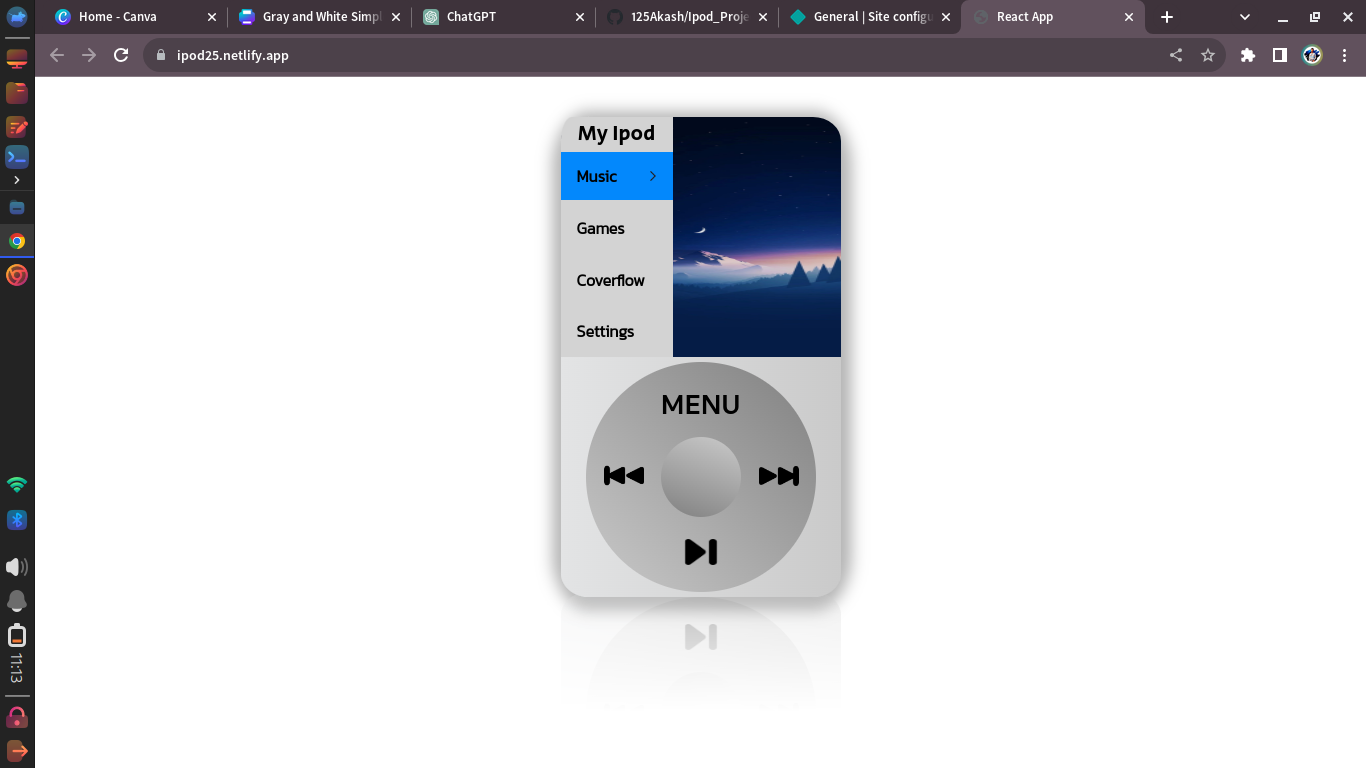 Home - Canva
Gray and White Simpl
ChatGPT
125Akash/Ipod_Proje
General | Site configu
React App
ipod25.netlify.app
My Ipod
Music
Games
Coverflow
Settings
MENU
11:13